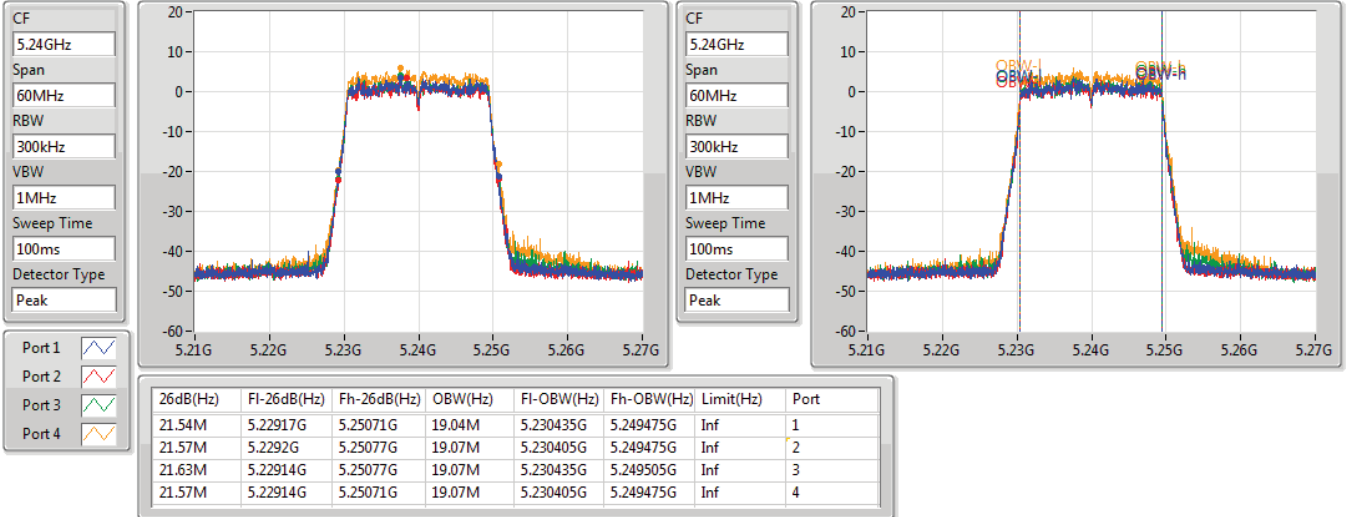 CF
5.24GHz
Span
60MHz
RBW
300kHz
VBW
1MHz
Sweep Time
100ms
Detector Type
Peak
20
10
0
-10
-20
-30
-40
-50
-60
5.21G 5.22G 5.23G 5.24G 5.25G 5.26G 5.27G
CF
5.24GHz
Span
60MHz
RBW
300kHz
VBW
1MHz
Sweep Time
100ms
Detector Type
Peak
20
10
0
-10
-20
-30
-40
-50
-60
OBW-l
OBW-h
5.21G 5.22G 5.23G 5.24G 5.25G 5.26G 5.27G
Port 1
Port 2
Port 3
Port 4
26dB(Hz) Fl-26dB(Hz) Fh-26dB(Hz) OBW(Hz) Fl-OBW(Hz) Fh-OBW(Hz) Limit(Hz) Port
21.54M 5.22917G 5.25071G 19.04M 5.230435G 5.249475G Inf 1
21.57M 5.2292G 5.25077G 19.07M 5.230405G 5.249475G Inf 2
21.63M 5.22914G 5.25077G 19.07M 5.230435G 5.249505G Inf 3
21.57M 5.22914G 5.25071G 19.07M 5.230405G 5.249475G Inf 4